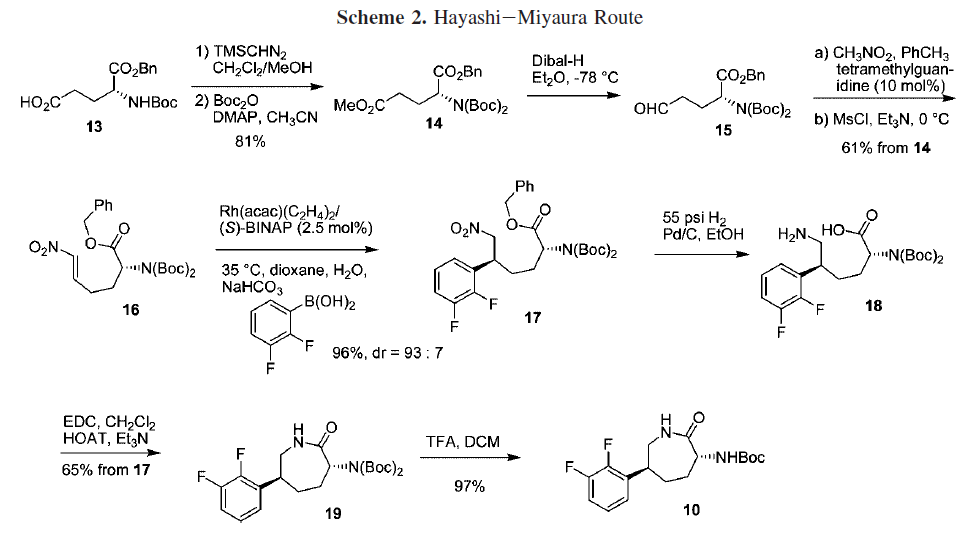 Scheme 2. Hayashi−Miyaura Route
1) TMSCHN2
CH2Cl2/MeOH
2) Boc2O
DMAP, CH3CN
81%
CO2Bn
HO2C
NHBoc
13
CO2Bn
MeO2C
N(Boc)2
14
Dibal-H
Et2O, -78 °C
CO2Bn
OHC
N(Boc)2
15
a) CH3NO2, PhCH3
tetramethylguan-
idine (10 mol%)
b) MsCl, Et3N, 0 °C
61% from 14
Ph
O
O
O2N
N(Boc)2
16
Rh(acac)(C2H4)2/
(S)-BINAP (2.5 mol%)
35 °C, dioxane, H2O,
NaHCO3
B(OH)2
F
F
96%, dr = 93 : 7
Ph
O
O
O2N
N(Boc)2
F
F
17
55 psi H2
Pd/C, EtOH
O
HO
H2N
N(Boc)2
F
F
18
EDC, CH2Cl2
HOAT, Et3N
65% from 17
H
N
O
F
F
N(Boc)2
19
TFA, DCM
97%
H
N
O
F
F
NHBoc
10